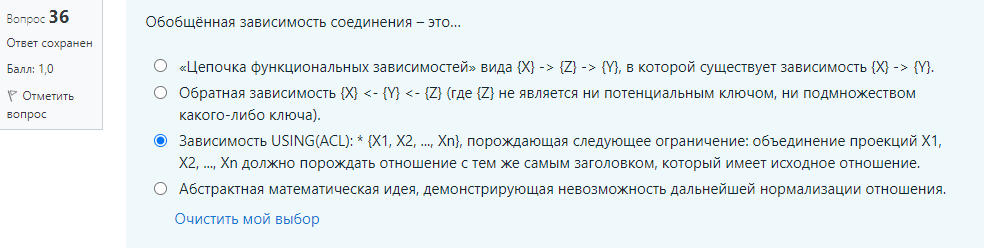 Вопрос 36
Ответ сохранен
Балл: 1,0
Отметить
вопрос
Обобщённая зависимость соединения – это...
«Цепочка функциональных зависимостей» вида {X} -> {Z} -> {Y}, в которой существует зависимость {X} -> {Y}.
Обратная зависимость {X} <- {Y} <- {Z} (где {Z} не является ни потенциальным ключом, ни подмножеством
какого-либо ключа).
Зависимость USING(ACL): * {X1, X2, ..., Xn}, порождающая следующее ограничение: объединение проекций X1,
X2, ..., Xn должно порождать отношение с тем же самым заголовком, который имеет исходное отношение.
Абстрактная математическая идея, демонстрирующая невозможность дальнейшей нормализации отношения.
Очистить мой выбор